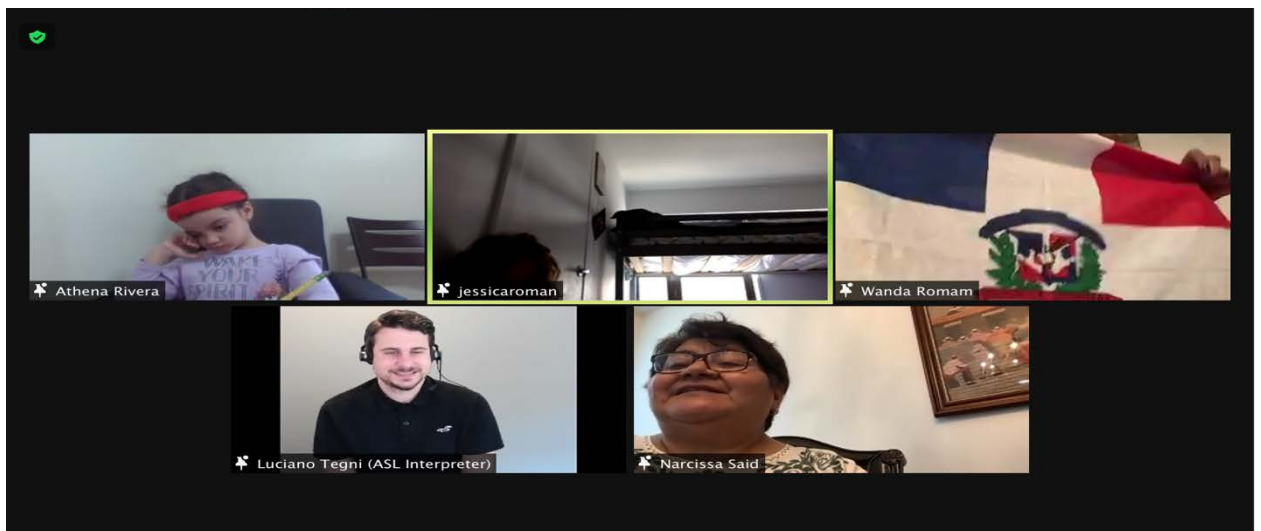 WAKE
YOUR
SPIRIT
Athena Rivera
jessicaroman
Wanda Romam
Luciano Tegni (ASL Interpreter)
Narcissa Said